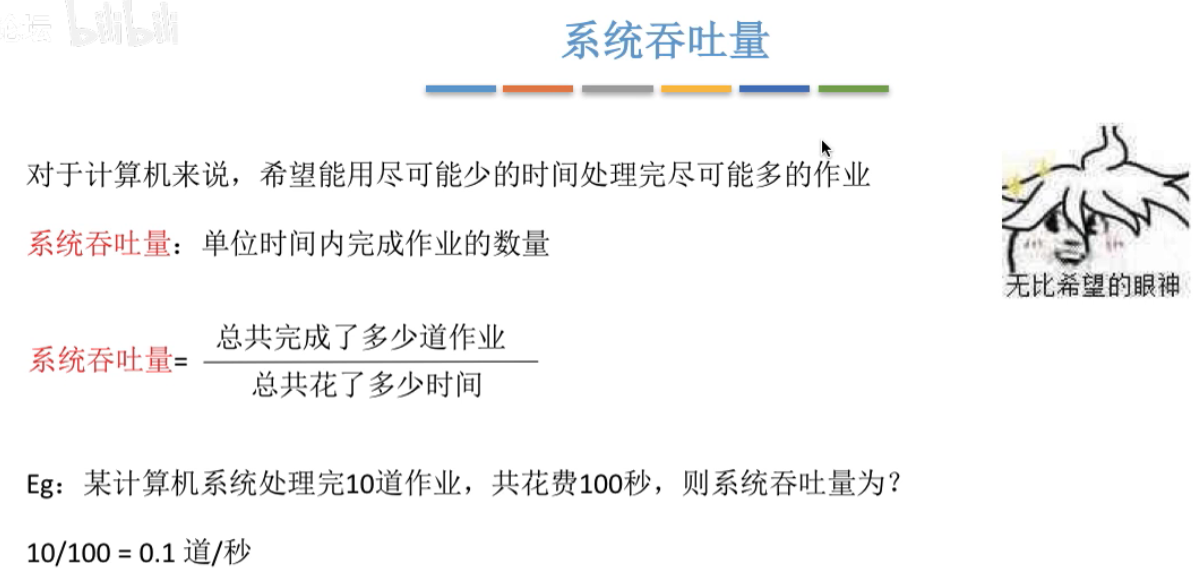 bilibili
系统吞吐量
对于计算机来说，希望能用尽可能少的时间处理完尽可能多的作业
系统吞吐量：单位时间内完成作业的数量
无比希望的眼神
系统吞吐量=
总共完成了多少道作业
总共花了多少时间
Eg：某计算机系统处理完10道作业，共花费100秒，则系统吞吐量为？
10/100 = 0.1 道/秒